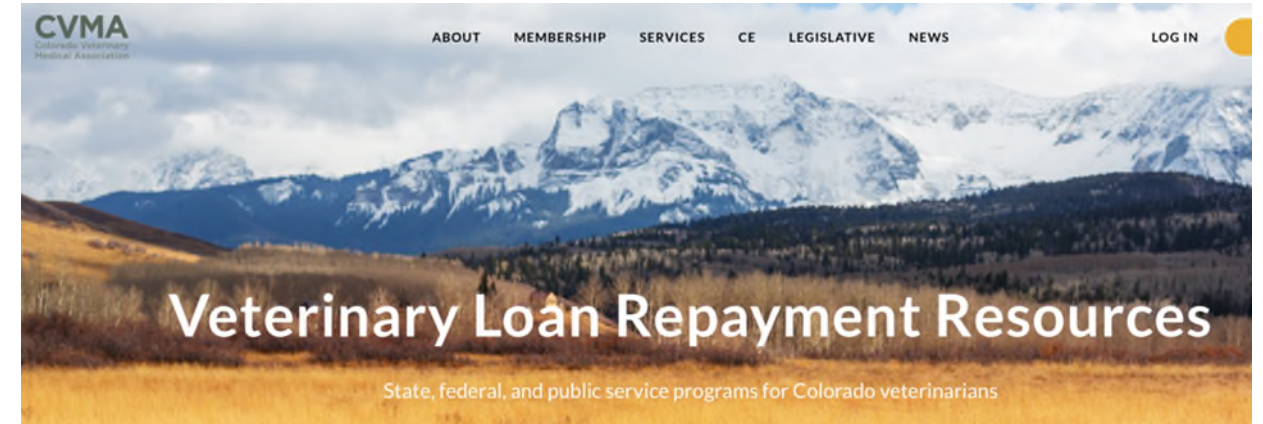 CVMA
Colorado Veterinary
Medical Association
ABOUT MEMBERSHIP SERVICES CE LEGISLATIVE NEWS LOG IN
Veterinary Loan Repayment Resources
State, federal, and public service programs for Colorado veterinarians